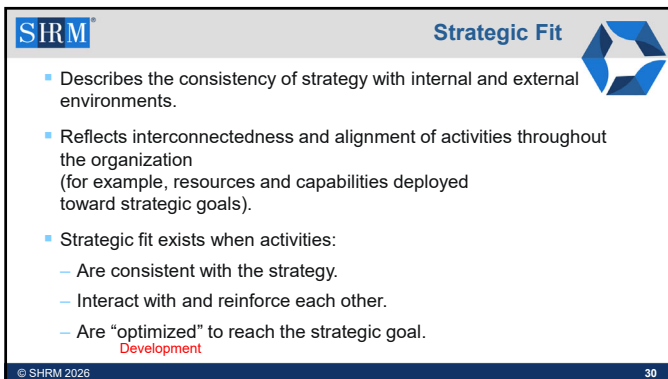 SHRM®
Strategic Fit
Describes the consistency of strategy with internal and external
environments.
Reflects interconnectedness and alignment of activities throughout
the organization
(for example, resources and capabilities deployed
toward strategic goals).
Strategic fit exists when activities:
– Are consistent with the strategy.
– Interact with and reinforce each other.
– Are “optimized” to reach the strategic goal.
Development
© SHRM 2026
30